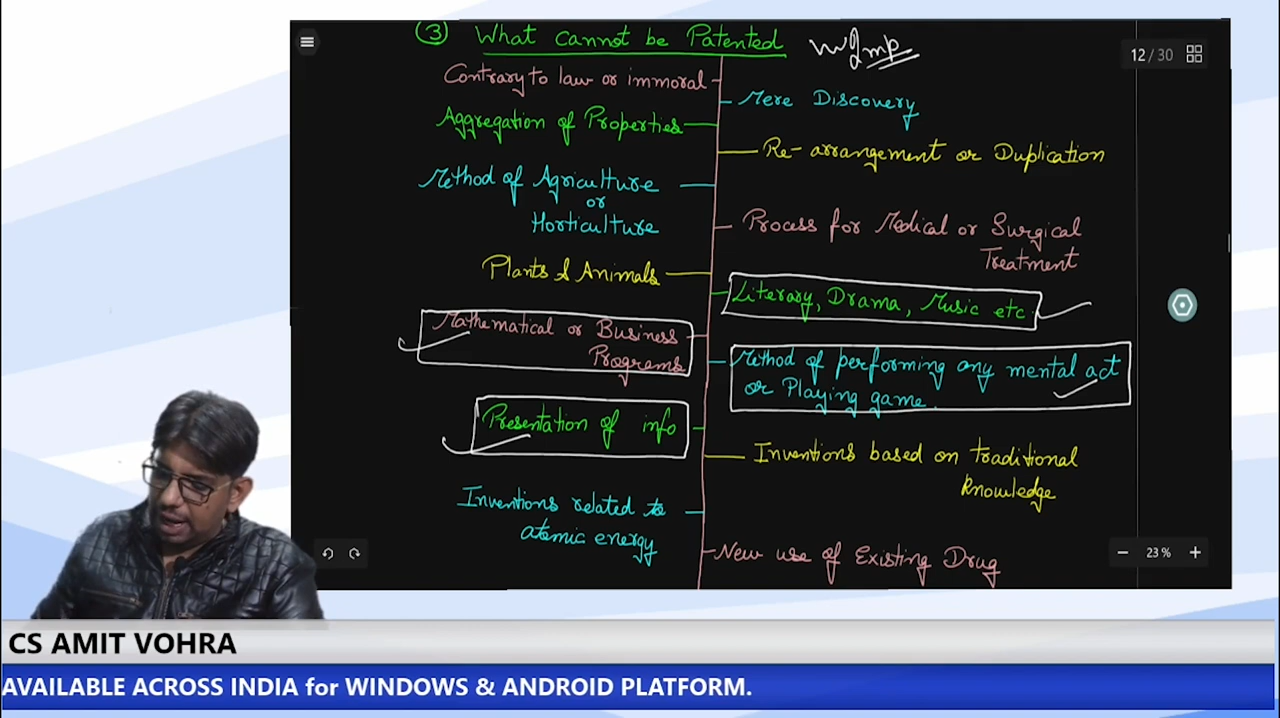 ③ What Cannot be Patented
12 / 30
Contrary to law or immoral
Mere Discovery
Aggregation of Properties
Re-arrangement or Duplication
Method of Agriculture
or
Horticulture
Process for Medical or Surgical
Treatment
Plants & Animals
Literary, Drama, Music etc.
Mathematical or Business
Programs
Method of performing any mental act
or Playing game.
Presentation of info
Inventions based on traditional
knowledge
Inventions related to
atomic energy
New use of Existing Drug
23 %
CS AMIT VOHRA
AVAILABLE ACROSS INDIA for WINDOWS & ANDROID PLATFORM.